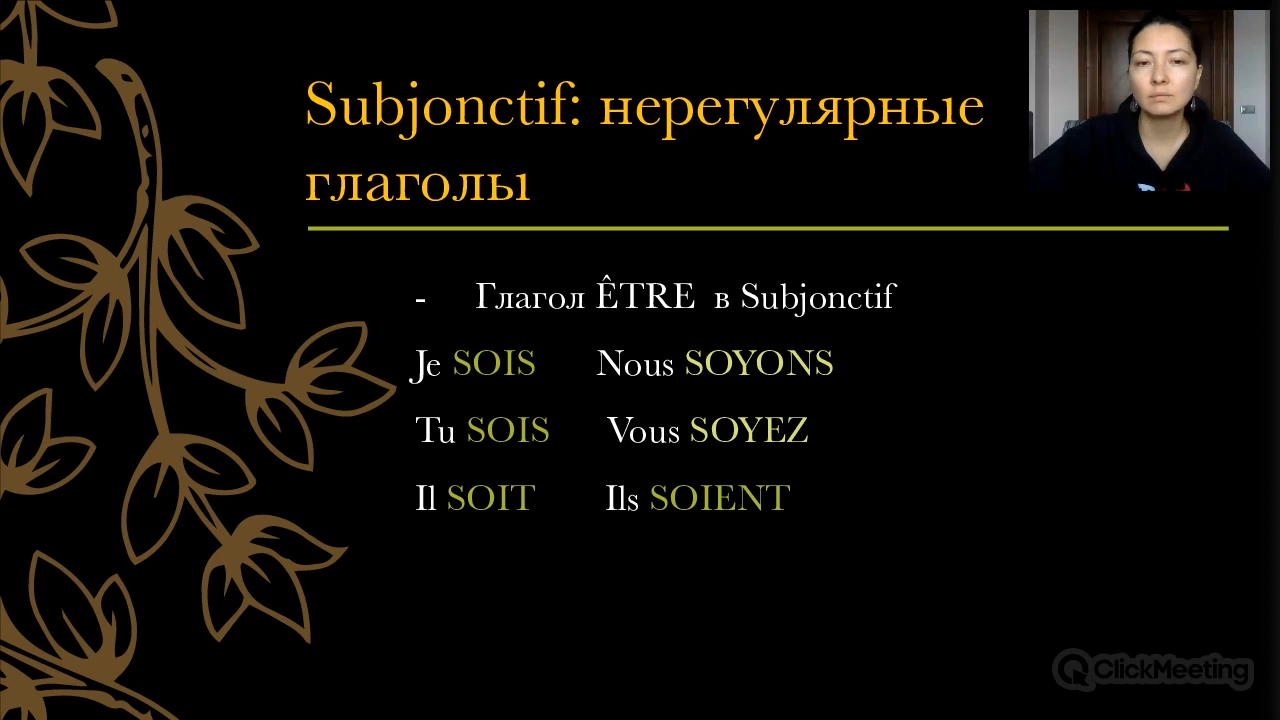 Subjonctif: нерегулярные
глаголы
- Глагол ÊTRE в Subjonctif
Je SOIS Nous SOYONS
Tu SOIS Vous SOYEZ
Il SOIT Ils SOIENT
ClickMeeting